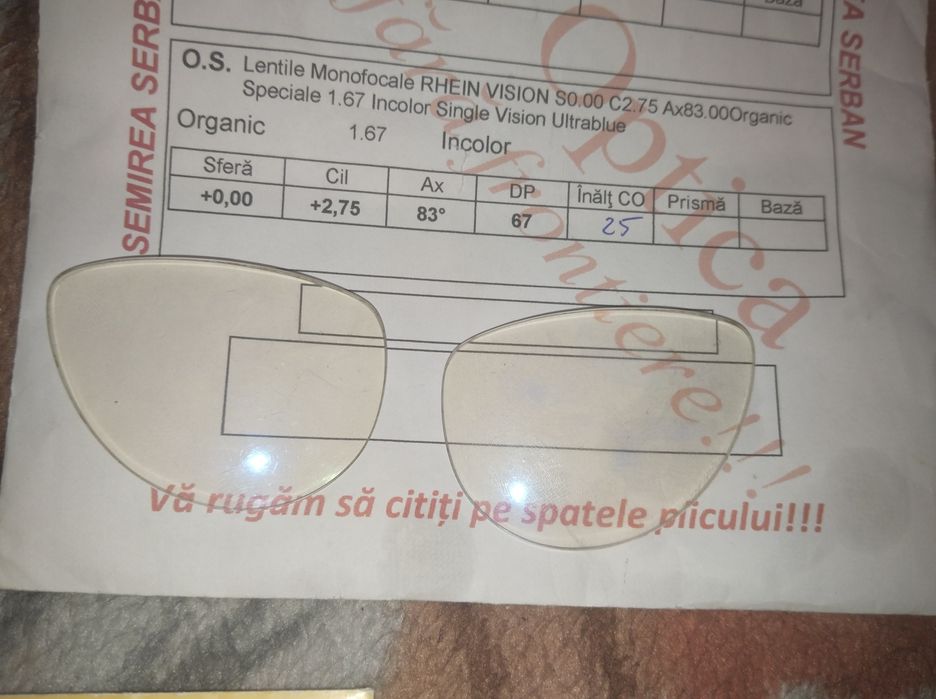 Bază
O.S. Lentile Monofocale RHEIN VISION S0.00 C2.75 Ax83.00Organic
Speciale 1.67 Incolor Single Vision Ultrablue
Organic 1.67 Incolor
Sferă Cil Ax DP Înălţ CO Prismă Bază
+0,00 +2,75 83° 67 25
SEMIREA SERB
A SERBAN
Optica
fără frontiere!!!
Vă rugăm să citiți pe spatele plicului!!!